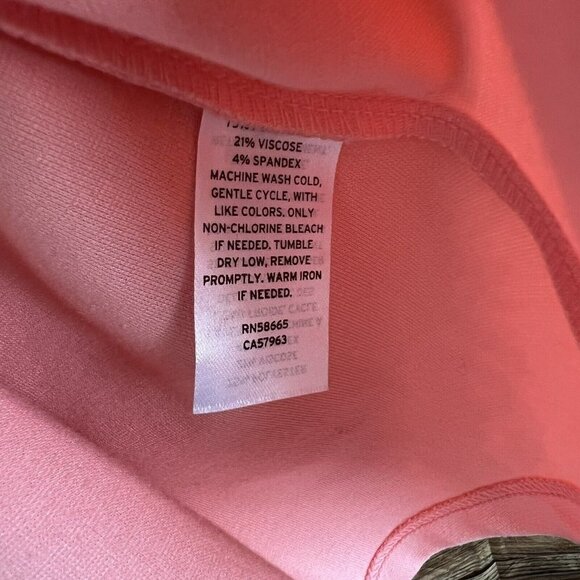 21% VISCOSE
4% SPANDEX
MACHINE WASH COLD,
GENTLE CYCLE, WITH
LIKE COLORS. ONLY
NON-CHLORINE BLEACH
IF NEEDED. TUMBLE
DRY LOW, REMOVE
PROMPTLY. WARM IRON
IF NEEDED.
RN58665
CA57963